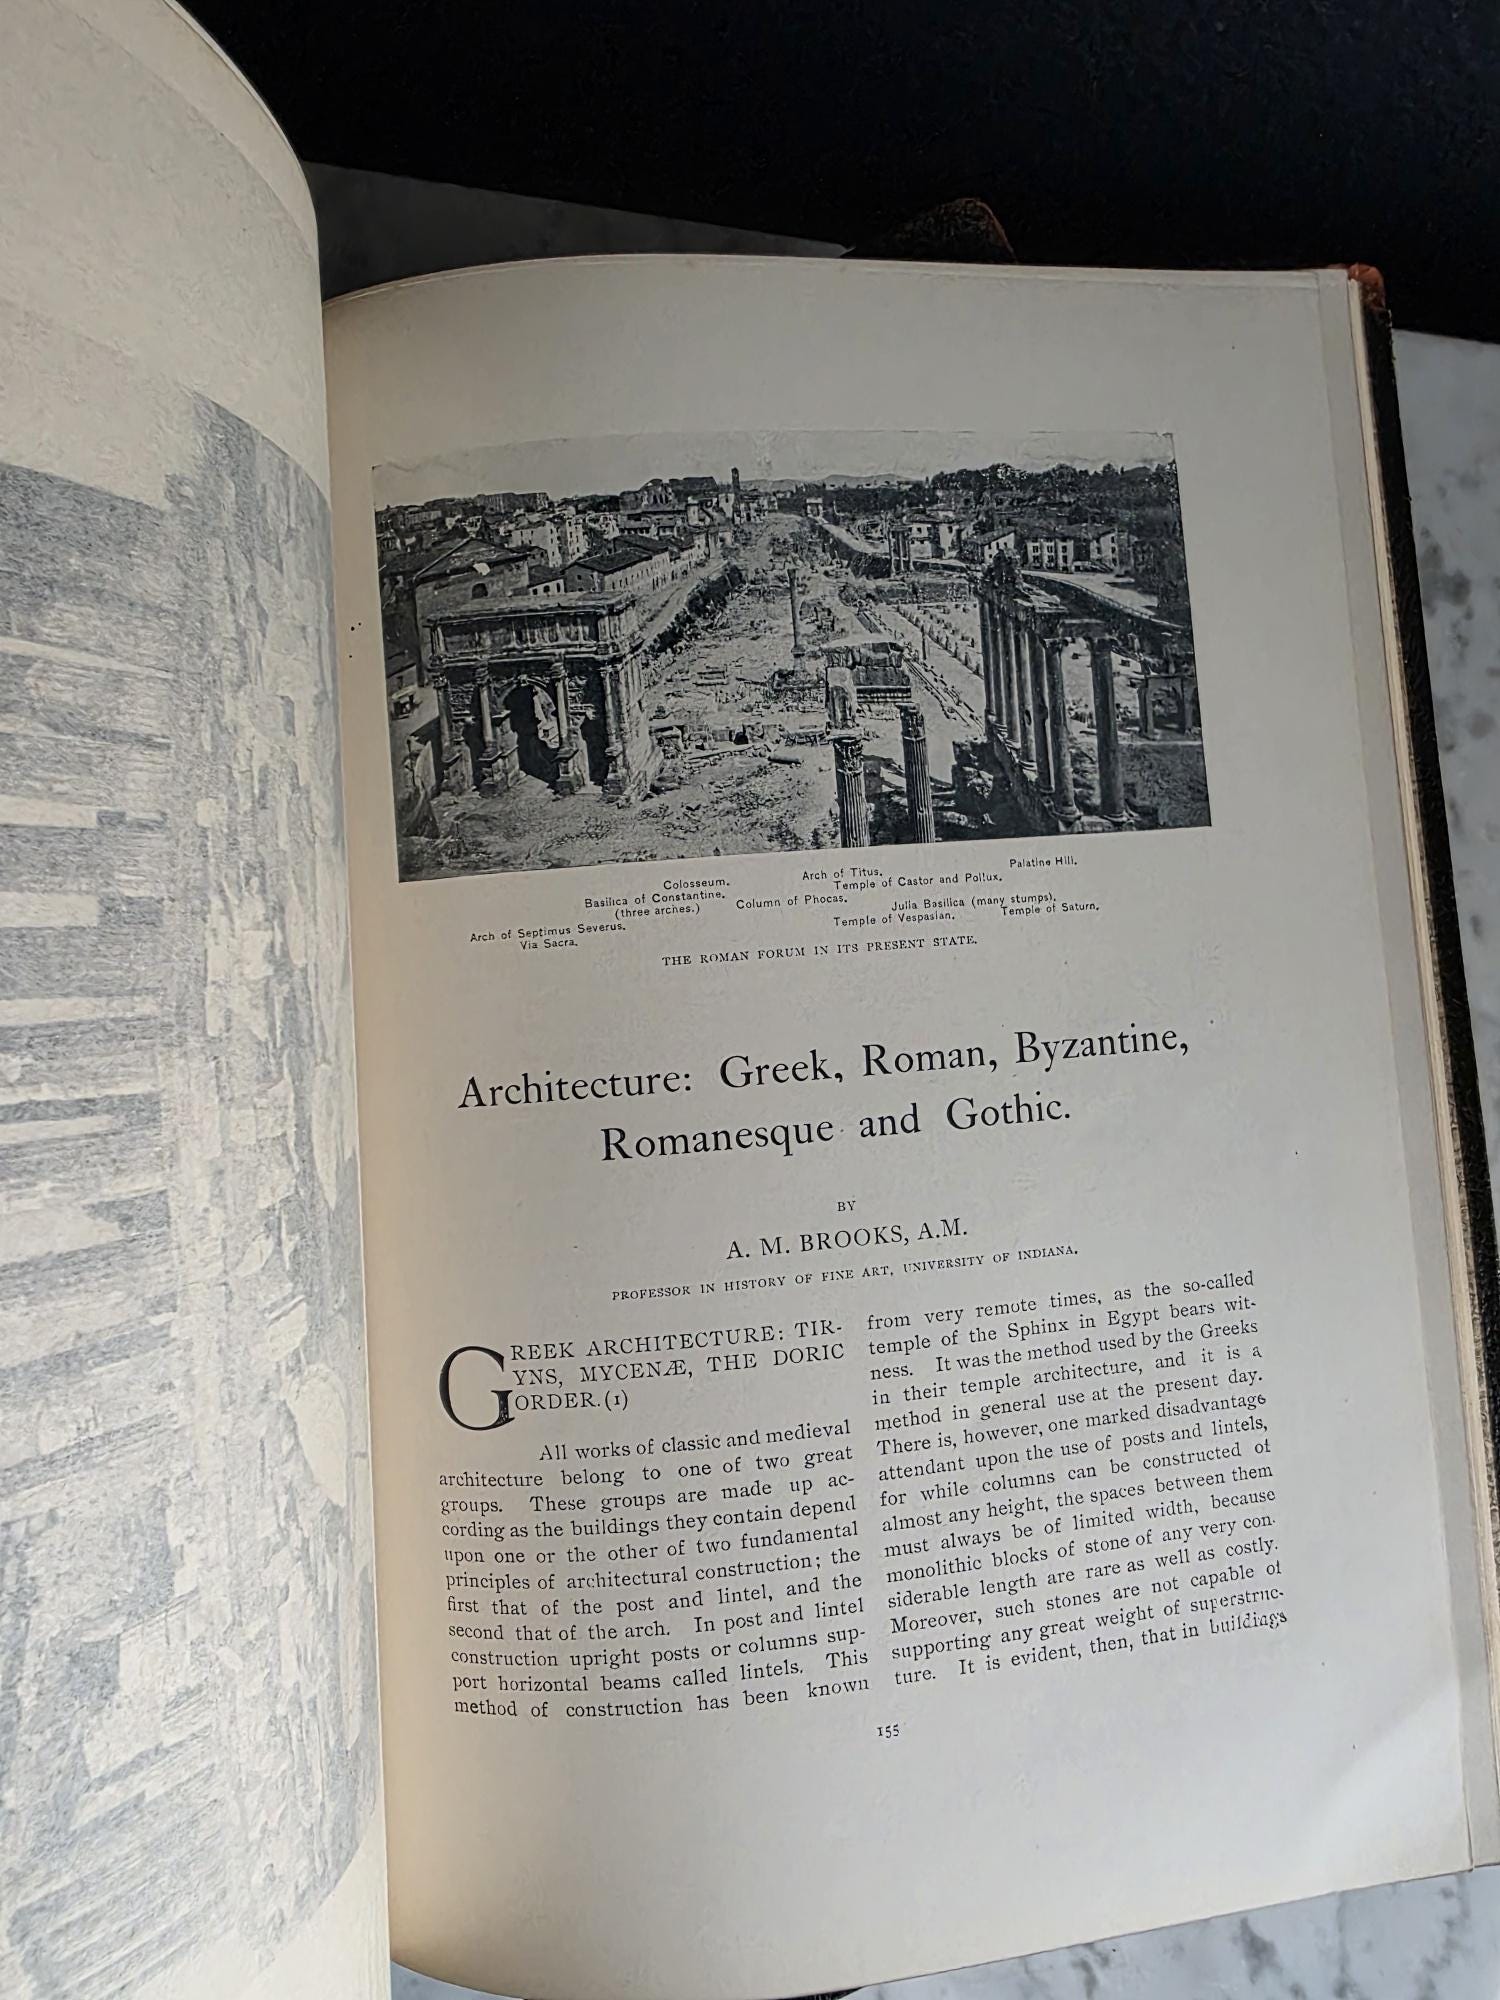 Colosseum. Arch of Titus. Palatine Hill.
Basilica of Constantine. Temple of Castor and Pollux.
(three arches.) Column of Phocas. Julia Basilica (many stumps).
Arch of Septimus Severus. Temple of Vespasian. Temple of Saturn.
Via Sacra.
THE ROMAN FORUM IN ITS PRESENT STATE.
Architecture: Greek, Roman, Byzantine,
Romanesque and Gothic.
BY
A. M. BROOKS, A.M.
PROFESSOR IN HISTORY OF FINE ART, UNIVERSITY OF INDIANA.
GREEK ARCHITECTURE: TIR-
YNS, MYCENÆ, THE DORIC
ORDER. (1)
All works of classic and medieval
architecture belong to one of two great
groups. These groups are made up ac-
cording as the buildings they contain depend
upon one or the other of two fundamental
principles of architectural construction; the
first that of the post and lintel, and the
second that of the arch. In post and lintel
construction upright posts or columns sup-
port horizontal beams called lintels. This
method of construction has been known
from very remote times, as the so-called
temple of the Sphinx in Egypt bears wit-
ness. It was the method used by the Greeks
in their temple architecture, and it is a
method in general use at the present day.
There is, however, one marked disadvantage
attendant upon the use of posts and lintels,
for while columns can be constructed of
almost any height, the spaces between them
must always be of limited width, because
monolithic blocks of stone of any very con-
siderable length are rare as well as costly.
Moreover, such stones are not capable of
supporting any great weight of superstruc-
ture. It is evident, then, that in buildings
155